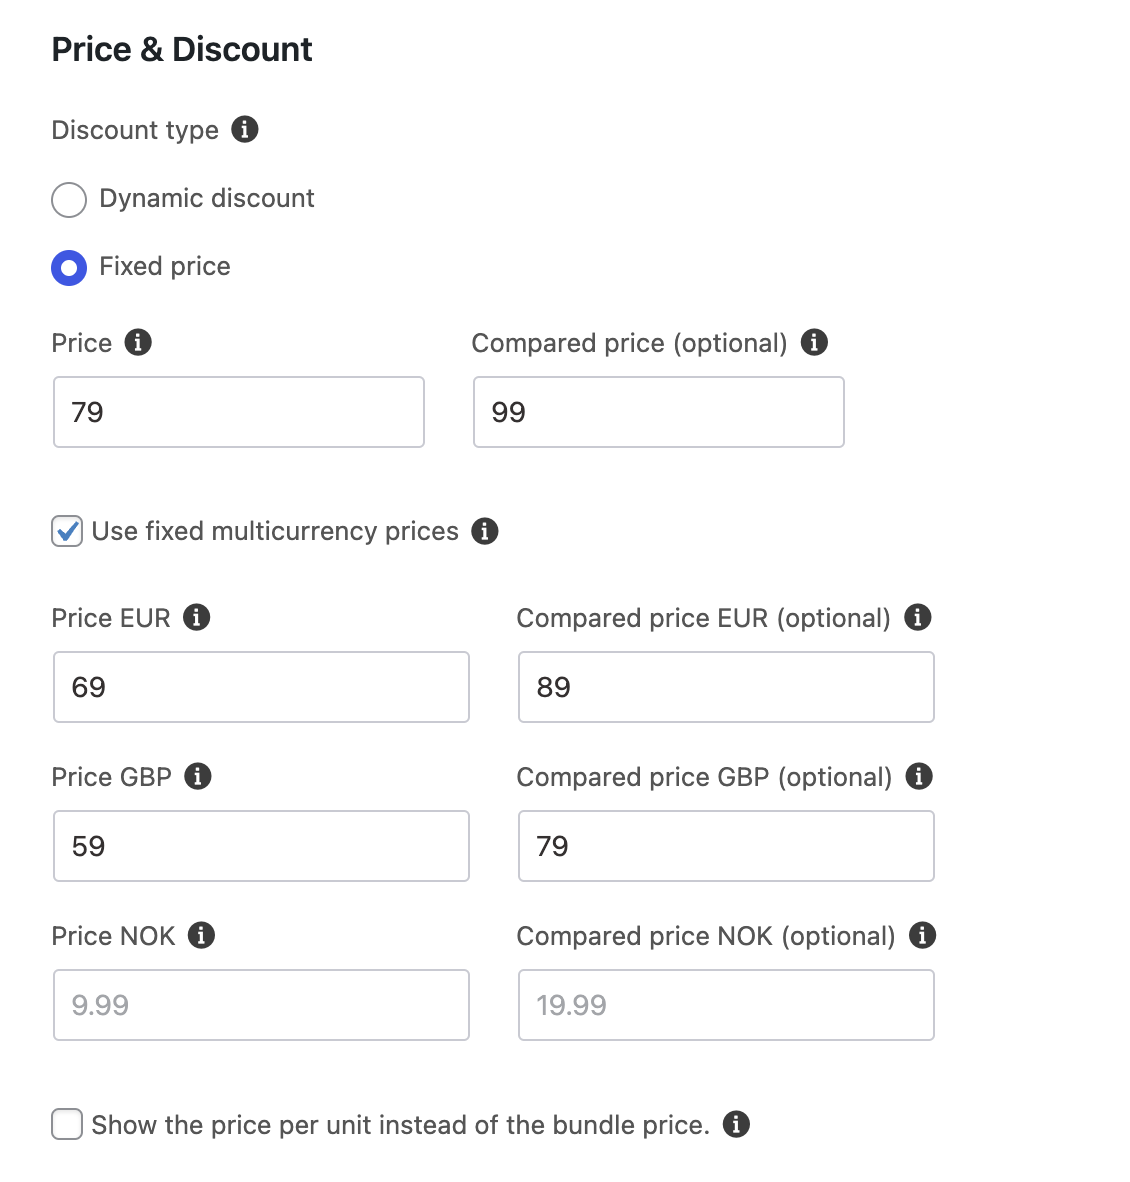 Price & Discount
Discount type
Dynamic discount
Fixed price
Price
Compared price (optional)
79
99
Use fixed multicurrency prices
Price EUR
Compared price EUR (optional)
69
89
Price GBP
Compared price GBP (optional)
59
79
Price NOK
Compared price NOK (optional)
9.99
19.99
Show the price per unit instead of the bundle price.